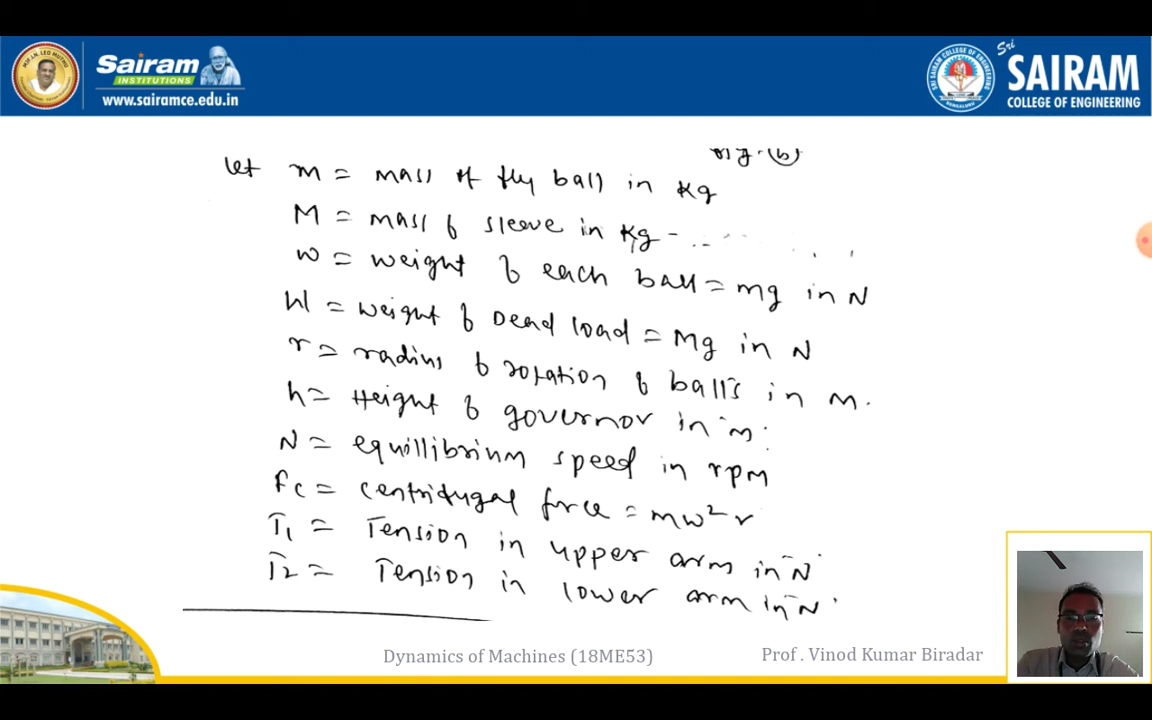 Sairam
INSTITUTIONS
www.sairamce.edu.in
Sri
SAIRAM
COLLEGE OF ENGINEERING
fig.(b)
let m = mass of fly ball in Kg
M = mass of sleeve in Kg
w = weight of each ball = mg in N
W = weight of Dead load = Mg in N
r = radius of rotation of balls in m.
h = Height of governor in m.
N = equillibrium speed in rpm
Fc = centrifugal force = mw² r
T1 = Tension in upper arm in N
T2 = Tension in lower arm in N
Dynamics of Machines (18ME53)
Prof . Vinod Kumar Biradar